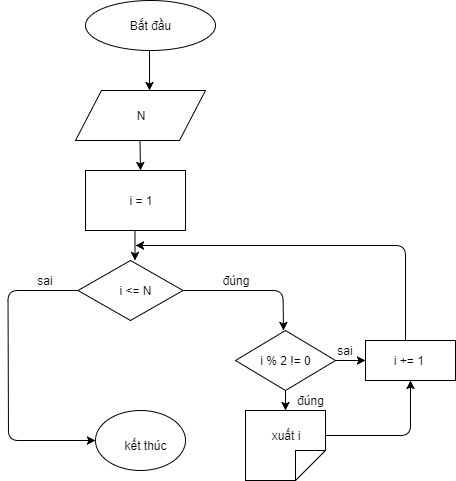 Bắt đầu
N
i = 1
i <= N
sai
đúng
i % 2 != 0
sai
i += 1
đúng
xuất i
kết thúc